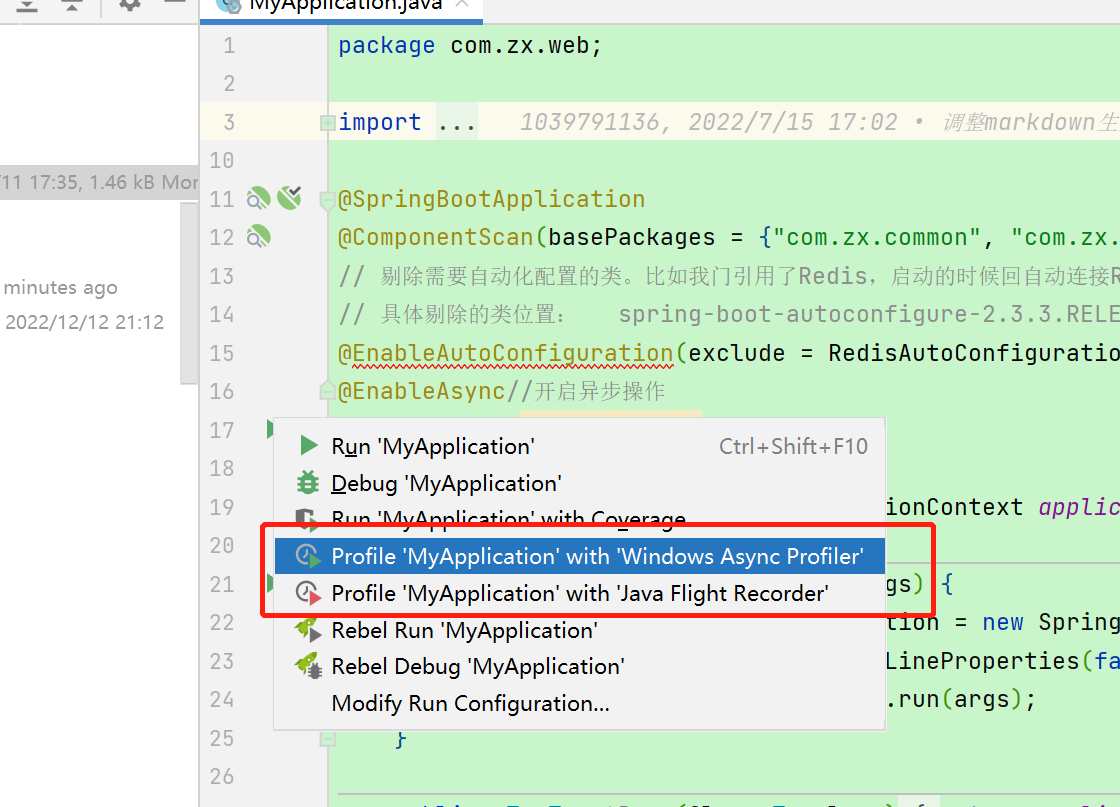 MyApplication.java
1 package com.zx.web;
2
3 import ... 1039791136, 2022/7/15 17:02 • 调整markdown生
10
/11 17:35, 1.46 kB
11 @SpringBootApplication
12 @ComponentScan(basePackages = {"com.zx.common", "com.zx.
13 // 剔除需要自动化配置的类。比如我门引用了Redis，启动的时候回自动连接R
minutes ago
14 // 具体剔除的类位置： spring-boot-autoconfigure-2.3.3.RELE
2022/12/12 21:12
15 @EnableAutoConfiguration(exclude = RedisAutoConfiguratio
16 @EnableAsync//开启异步操作
17
Run 'MyApplication' Ctrl+Shift+F10
18
Debug 'MyApplication'
19 ionContext applic
Run 'MyApplication' with Coverage
20
Profile 'MyApplication' with 'Windows Async Profiler'
21 gs) {
Profile 'MyApplication' with 'Java Flight Recorder'
22 tion = new Spring
Rebel Run 'MyApplication'
23 LineProperties(fa
Rebel Debug 'MyApplication'
24 .run(args);
Modify Run Configuration...
25 }
26